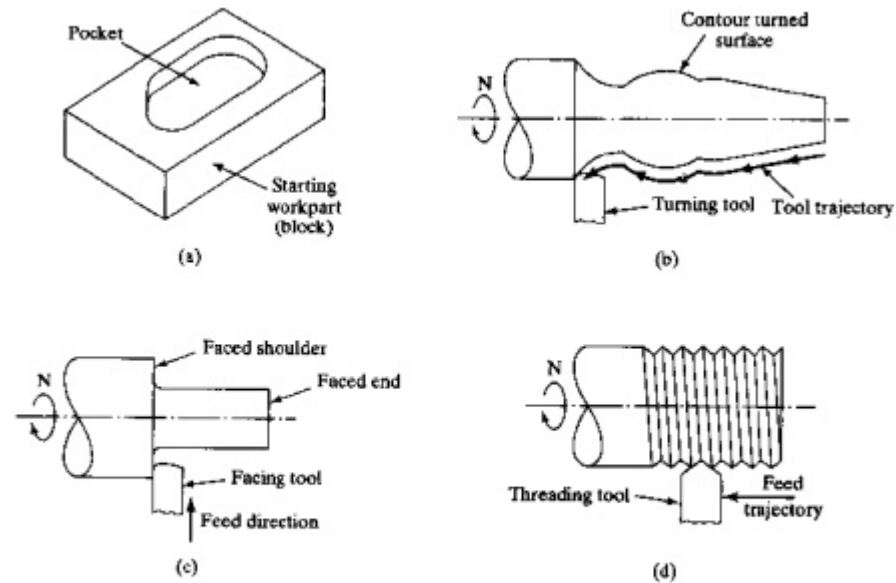 Pocket
Starting
workpart
(block)
(a)
Contour turned
surface
N
Turning tool
Tool trajectory
(b)
Faced shoulder
N
Faced end
Facing tool
Feed direction
(c)
N
Threading tool
Feed
trajectory
(d)